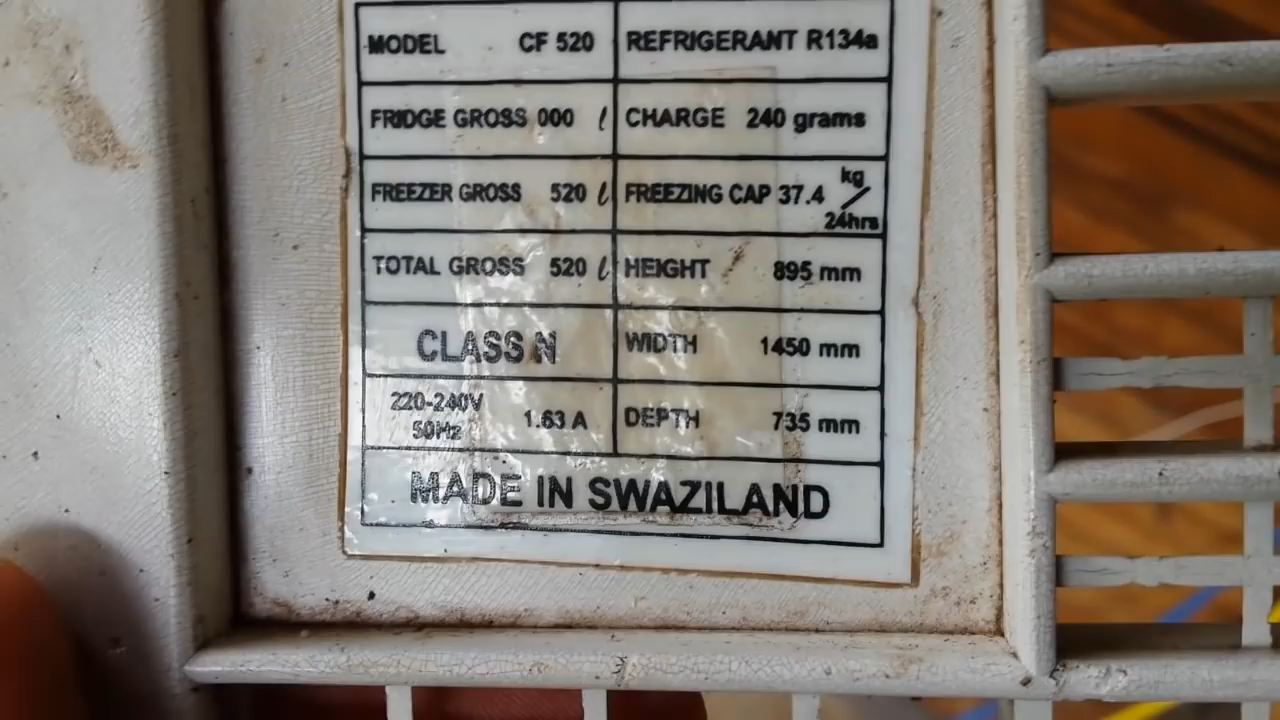 MODEL CF 520 REFRIGERANT R134a
FRIDGE GROSS 000 ℓ CHARGE 240 grams
FREEZER GROSS 520 ℓ FREEZING CAP 37.4 kg/24hrs
TOTAL GROSS 520 ℓ HEIGHT 895 mm
CLASS N WIDTH 1450 mm
220-240V 50Hz 1.63 A DEPTH 735 mm
MADE IN SWAZILAND